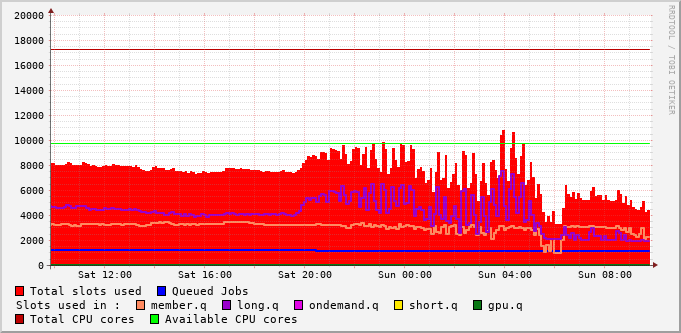 20000
18000
16000
14000
12000
10000
8000
6000
4000
2000
0
Sat 12:00 Sat 16:00 Sat 20:00 Sun 00:00 Sun 04:00 Sun 08:00
RRDTOOL / TOBI OETIKER
Total slots used Queued Jobs
Slots used in : member.q long.q ondemand.q short.q gpu.q
Total CPU cores Available CPU cores